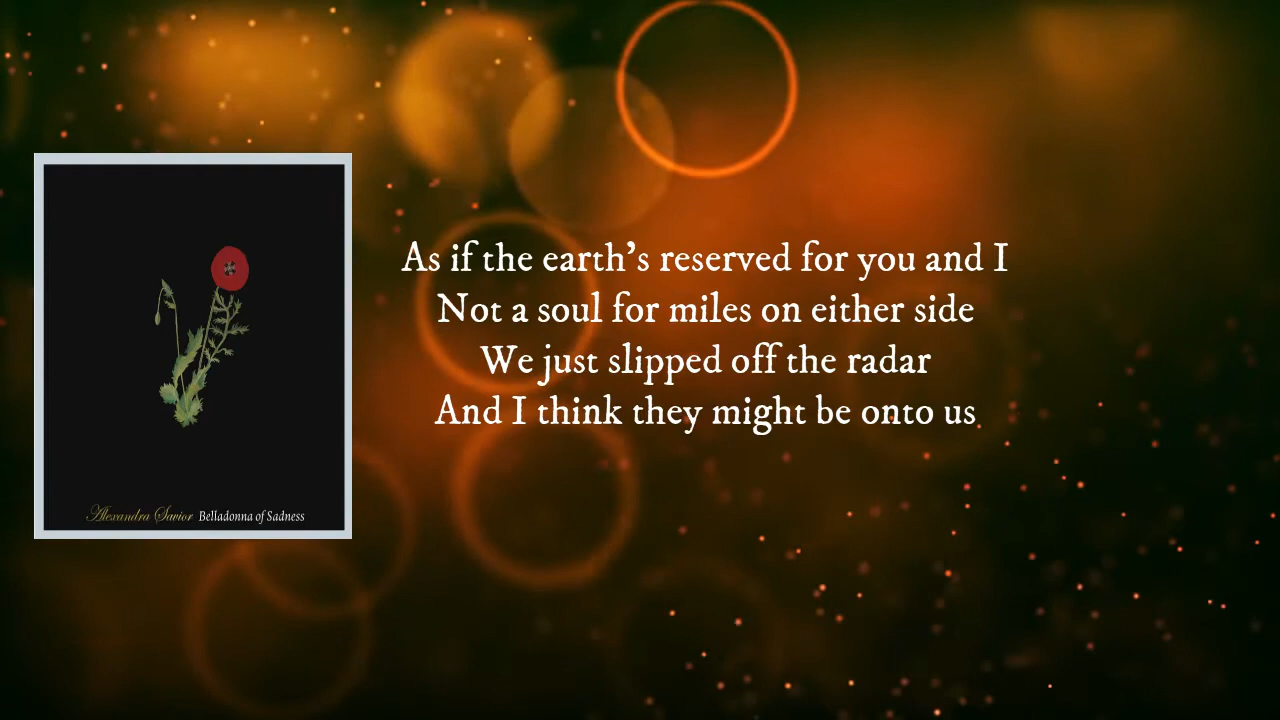 As if the earth's reserved for you and I
Not a soul for miles on either side
We just slipped off the radar
And I think they might be onto us
Alexandra Savior Belladonna of Sadness